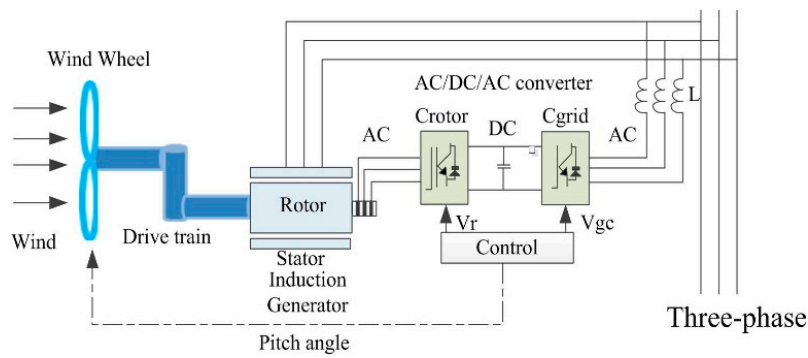 Wind Wheel
AC/DC/AC converter
L
Crotor
DC
Cgrid
AC
AC
Rotor
Wind
Drive train
Vr
Vgc
Control
Stator
Induction
Generator
Pitch angle
Three-phase